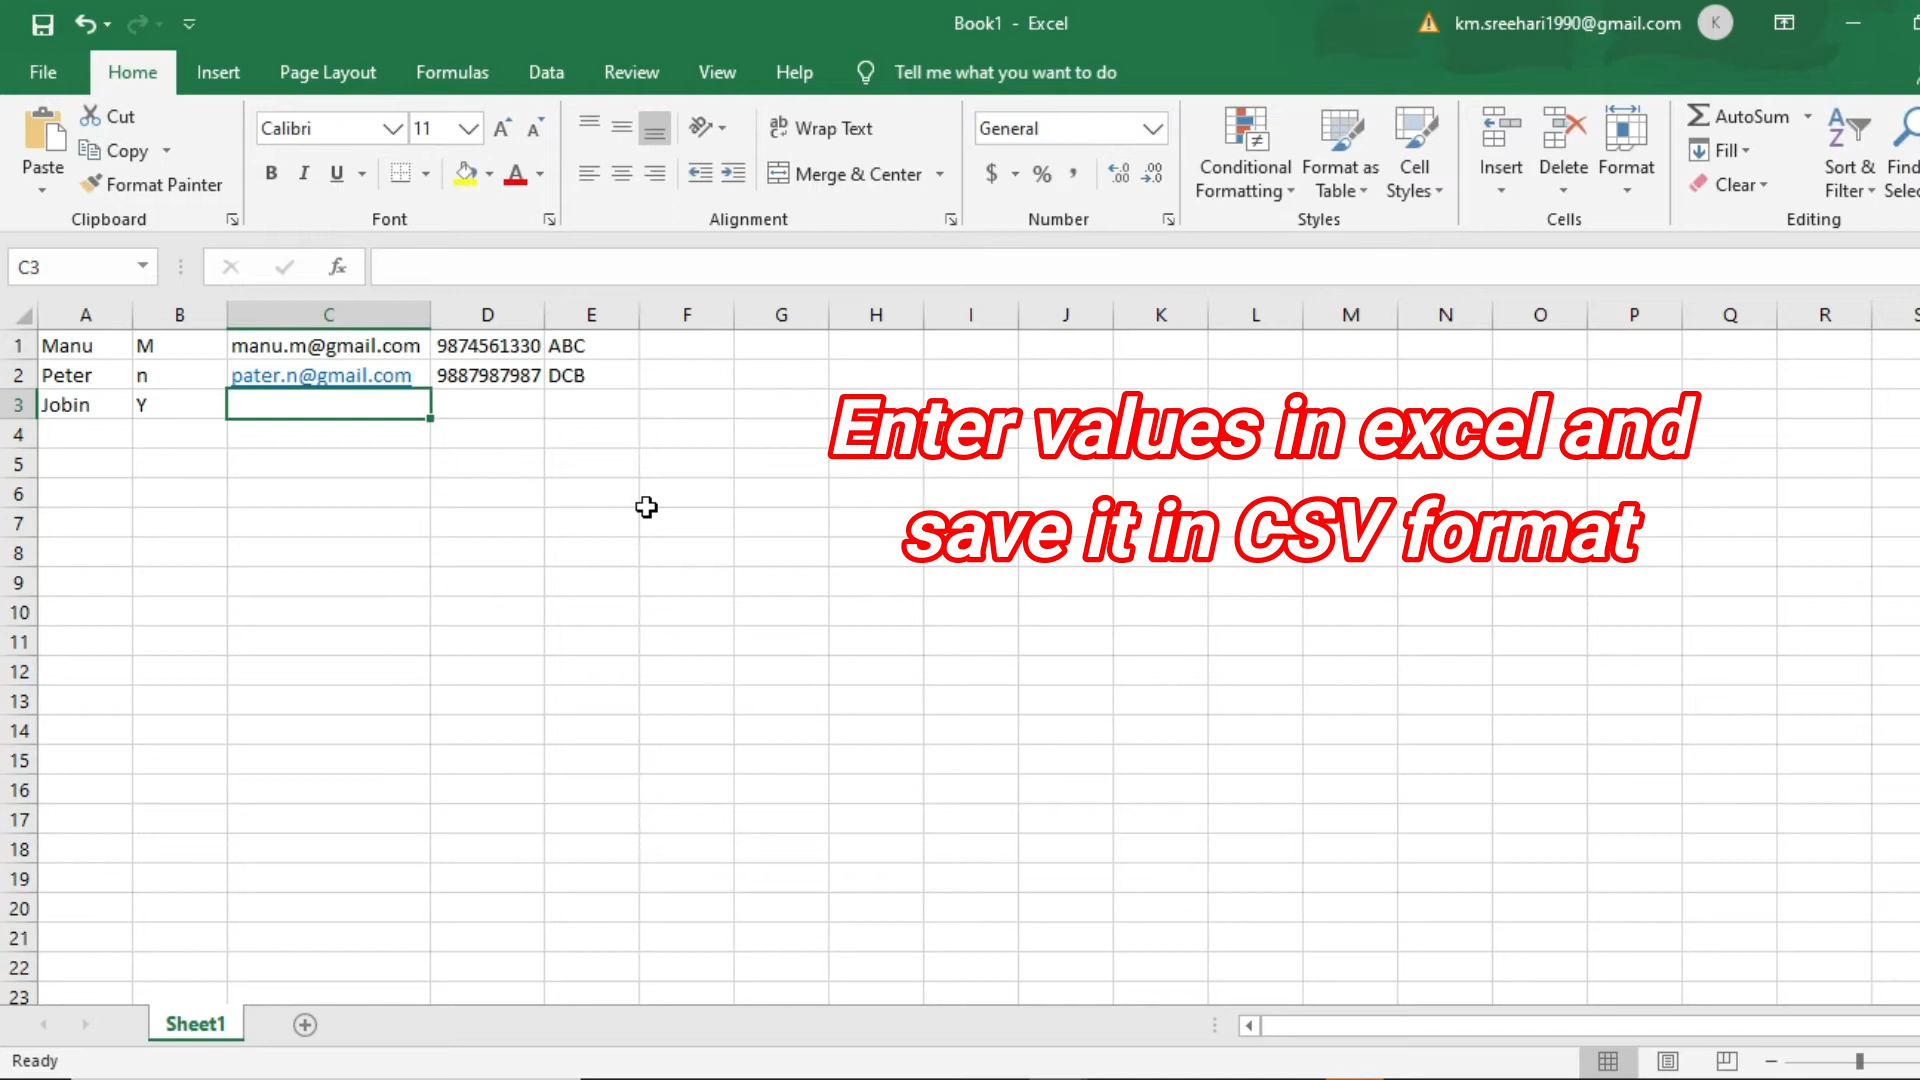 Book1 - Excel
km.sreehari1990@gmail.com
K
File Home Insert Page Layout Formulas Data Review View Help Tell me what you want to do
Paste
Cut
Copy
Format Painter
Clipboard
Calibri 11 A A
B I U A
Font
Wrap Text
Merge & Center
Alignment
General
$ % ,
Number
Conditional Formatting
Format as Table
Cell Styles
Styles
Insert Delete Format
Cells
AutoSum
Fill
Clear
Sort & Filter
Editing
C3 fx
A B C D E F G H I J K L M N O P Q R
1 Manu M manu.m@gmail.com 9874561330 ABC
2 Peter n pater.n@gmail.com 9887987987 DCB
3 Jobin Y
4
5
6
7
8
9
10
11
12
13
14
15
16
17
18
19
20
21
22
23
Enter values in excel and
save it in CSV format
Sheet1
Ready